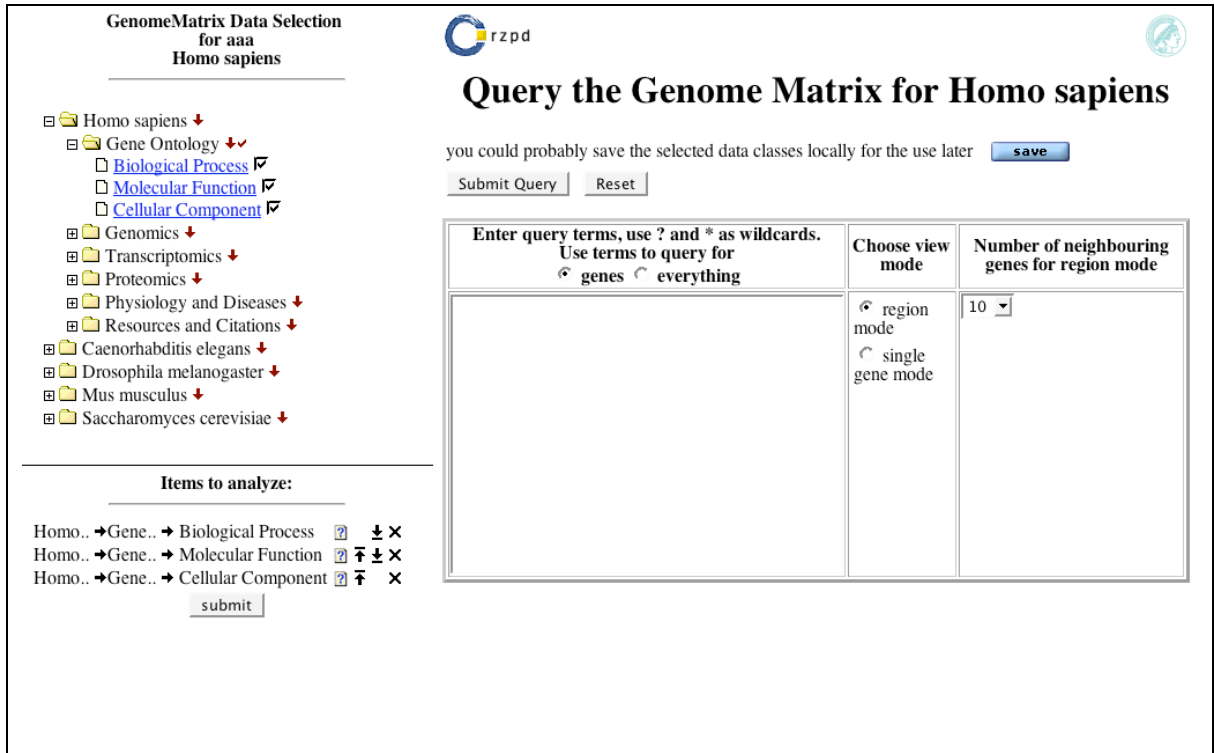 GenomeMatrix Data Selection
for aaa
Homo sapiens
Homo sapiens
Gene Ontology
Biological Process
Molecular Function
Cellular Component
Genomics
Transcriptomics
Proteomics
Physiology and Diseases
Resources and Citations
Caenorhabditis elegans
Drosophila melanogaster
Mus musculus
Saccharomyces cerevisiae
Items to analyze:
Homo.. ➔Gene.. ➔ Biological Process ?
Homo.. ➔Gene.. ➔ Molecular Function ?
Homo.. ➔Gene.. ➔ Cellular Component ?
submit
rzpd
Query the Genome Matrix for Homo sapiens
you could probably save the selected data classes locally for the use later save
Submit Query Reset
Enter query terms, use ? and * as wildcards.
Use terms to query for
genes everything
Choose view
mode
Number of neighbouring
genes for region mode
region
mode
single
gene mode
10